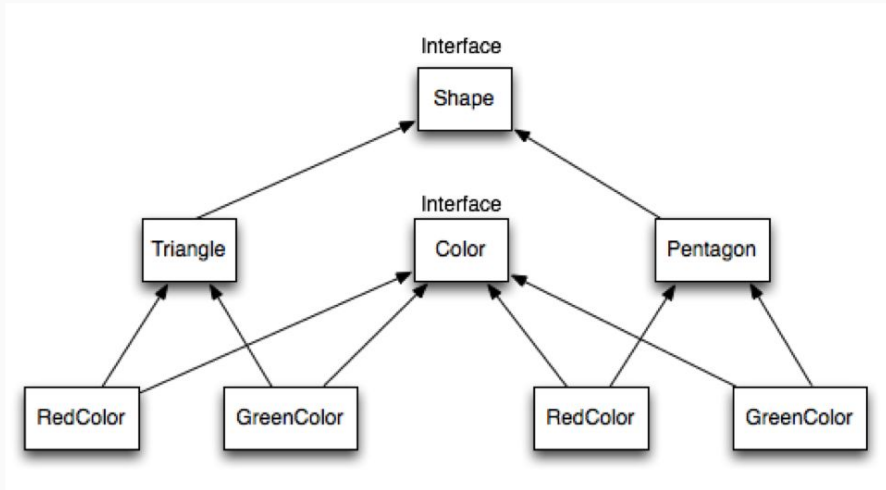 Interface
Shape
Interface
Triangle
Color
Pentagon
RedColor
GreenColor
RedColor
GreenColor